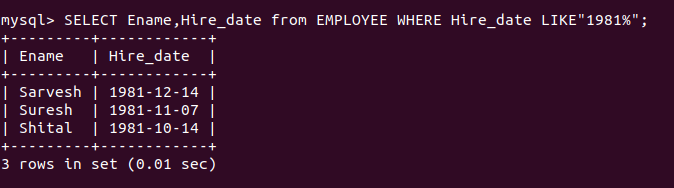 mysql> SELECT Ename,Hire_date from EMPLOYEE WHERE Hire_date LIKE"1981%";
+---------+------------+
| Ename   | Hire_date  |
+---------+------------+
| Sarvesh | 1981-12-14 |
| Suresh  | 1981-11-07 |
| Shital  | 1981-10-14 |
+---------+------------+
3 rows in set (0.01 sec)